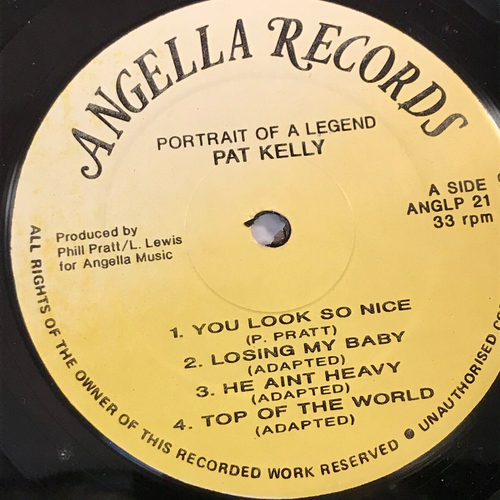 ANGELLA RECORDS
PORTRAIT OF A LEGEND
PAT KELLY
A SIDE
ANGLP 21
33 rpm
Produced by
Phill Pratt/L. Lewis
for Angella Music
1. YOU LOOK SO NICE
(P. PRATT)
2. LOSING MY BABY
(ADAPTED)
3. HE AINT HEAVY
(ADAPTED)
4. TOP OF THE WORLD
(ADAPTED)
ALL RIGHTS OF THE OWNER OF THIS RECORDED WORK RESERVED ● UNAUTHORISED